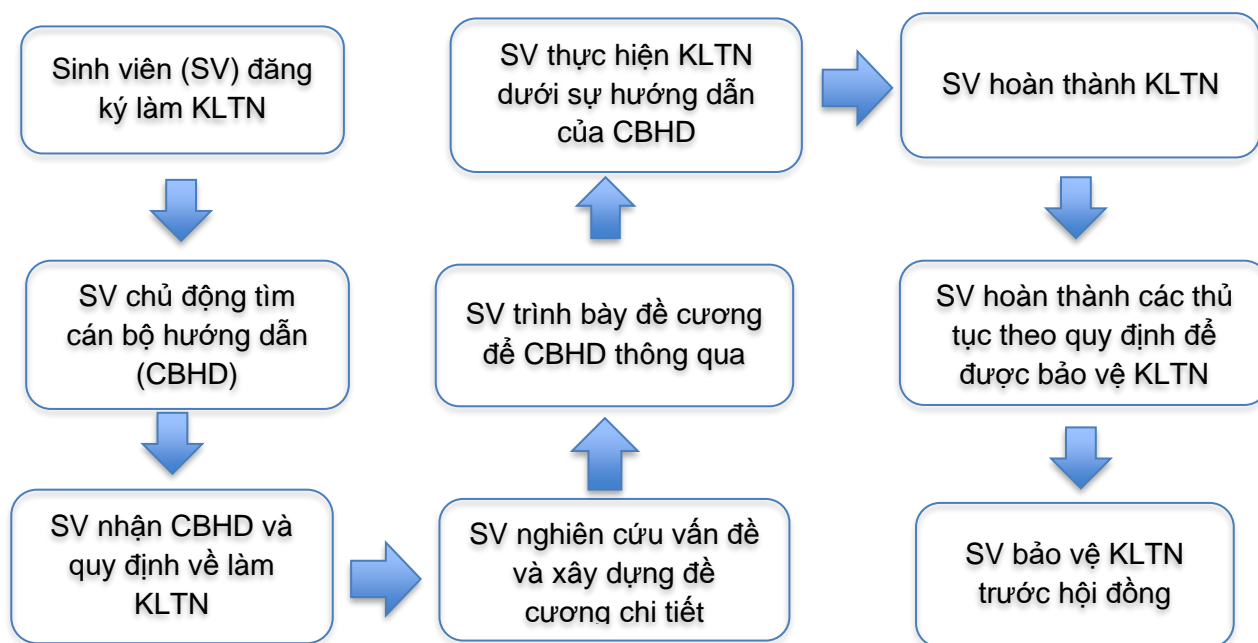 Sinh viên (SV) đăng
ký làm KLTN
SV chủ động tìm
cán bộ hướng dẫn
(CBHD)
SV nhận CBHD và
quy định về làm
KLTN
SV nghiên cứu vấn đề
và xây dựng đề
cương chi tiết
SV trình bày đề cương
để CBHD thông qua
SV thực hiện KLTN
dưới sự hướng dẫn
của CBHD
SV hoàn thành KLTN
SV hoàn thành các thủ
tục theo quy định để
được bảo vệ KLTN
SV bảo vệ KLTN
trước hội đồng